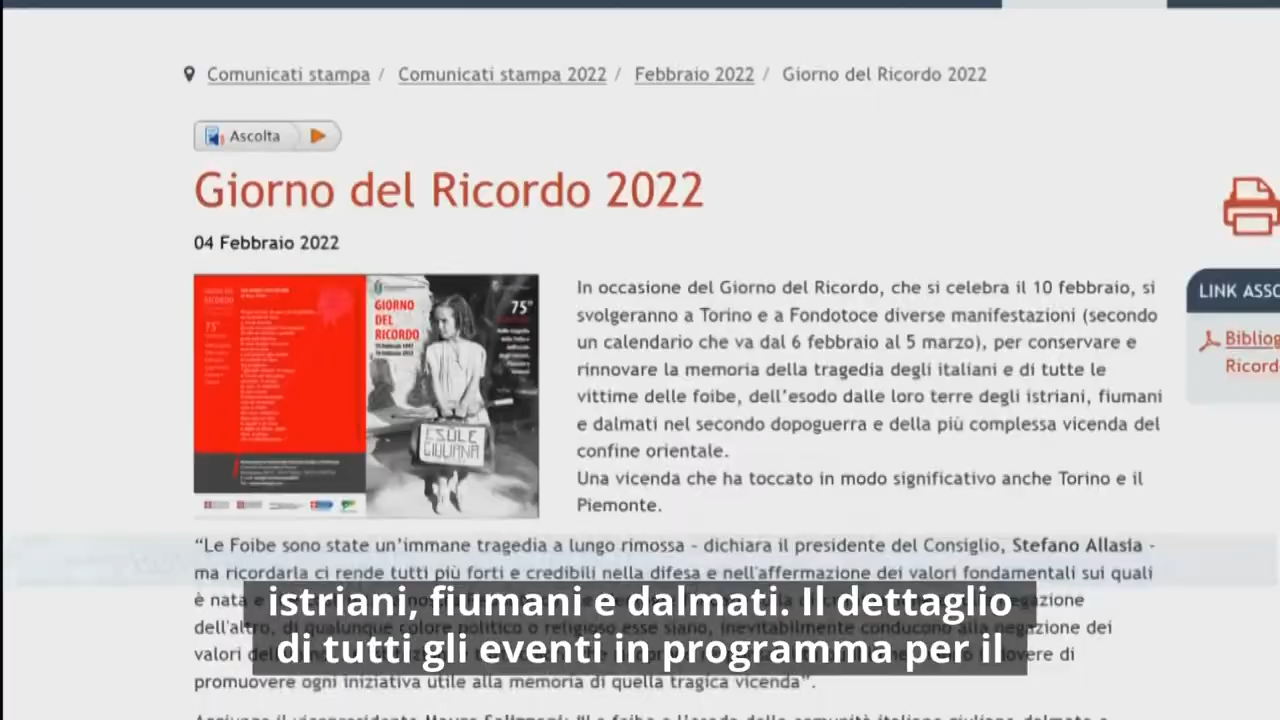 Comunicati stampa / Comunicati stampa 2022 / Febbraio 2022 / Giorno del Ricordo 2022
Ascolta
Giorno del Ricordo 2022
04 Febbraio 2022
GIORNO
DEL
RICORDO
75°
ESULE
GIULIANA
In occasione del Giorno del Ricordo, che si celebra il 10 febbraio, si
svolgeranno a Torino e a Fondotoce diverse manifestazioni (secondo
un calendario che va dal 6 febbraio al 5 marzo), per conservare e
rinnovare la memoria della tragedia degli italiani e di tutte le
vittime delle foibe, dell'esodo dalle loro terre degli istriani, fiumani
e dalmati nel secondo dopoguerra e della più complessa vicenda del
confine orientale.
Una vicenda che ha toccato in modo significativo anche Torino e il
Piemonte.
LINK ASSO
Bibliog
Ricord
“Le Foibe sono state un’immane tragedia a lungo rimossa - dichiara il presidente del Consiglio, Stefano Allasia -
ma ricordarla ci rende tutti più forti e credibili nella difesa e nell'affermazione dei valori fondamentali sui quali
è nata e
dell'altro, di qualunque colore politico o religioso esse siano, inevitabilmente conducono alla negazione dei
valori
promuovere ogni iniziativa utile alla memoria di quella tragica vicenda”.
istriani, fiumani e dalmati. Il dettaglio
di tutti gli eventi in programma per il